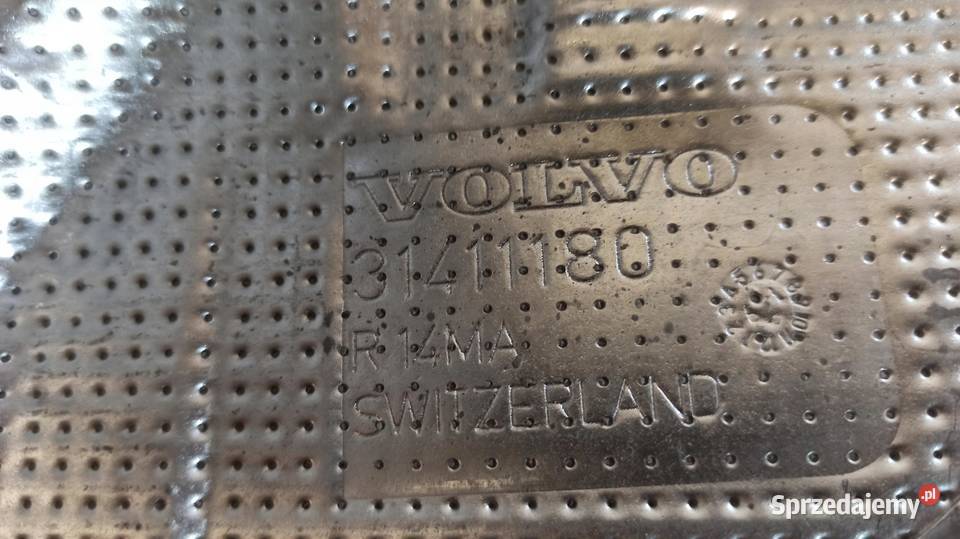 VOLVO
31411180
R 14MA
SWITZERLAND
Sprzedajemy.pl